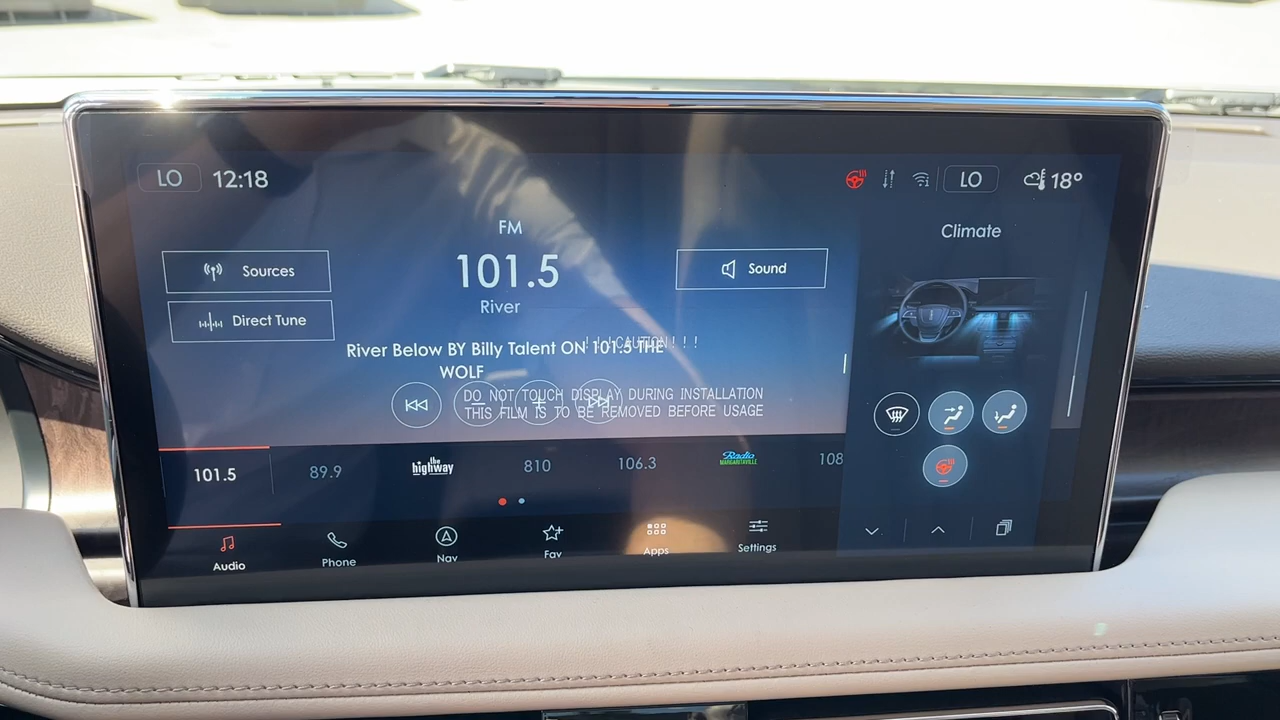 LO 12:18
LO 18°
FM
101.5
River
Sources
Direct Tune
Sound
Climate
River Below BY Billy Talent ON 101.5 THE
WOLF
! ! !CAUTION! ! !
DO NOT TOUCH DISPLAY DURING INSTALLATION
THIS FILM IS TO BE REMOVED BEFORE USAGE
101.5
89.9
the
highway
810
106.3
Radio
MARGARITAVILLE
108
Audio
Phone
Nav
Fav
Apps
Settings